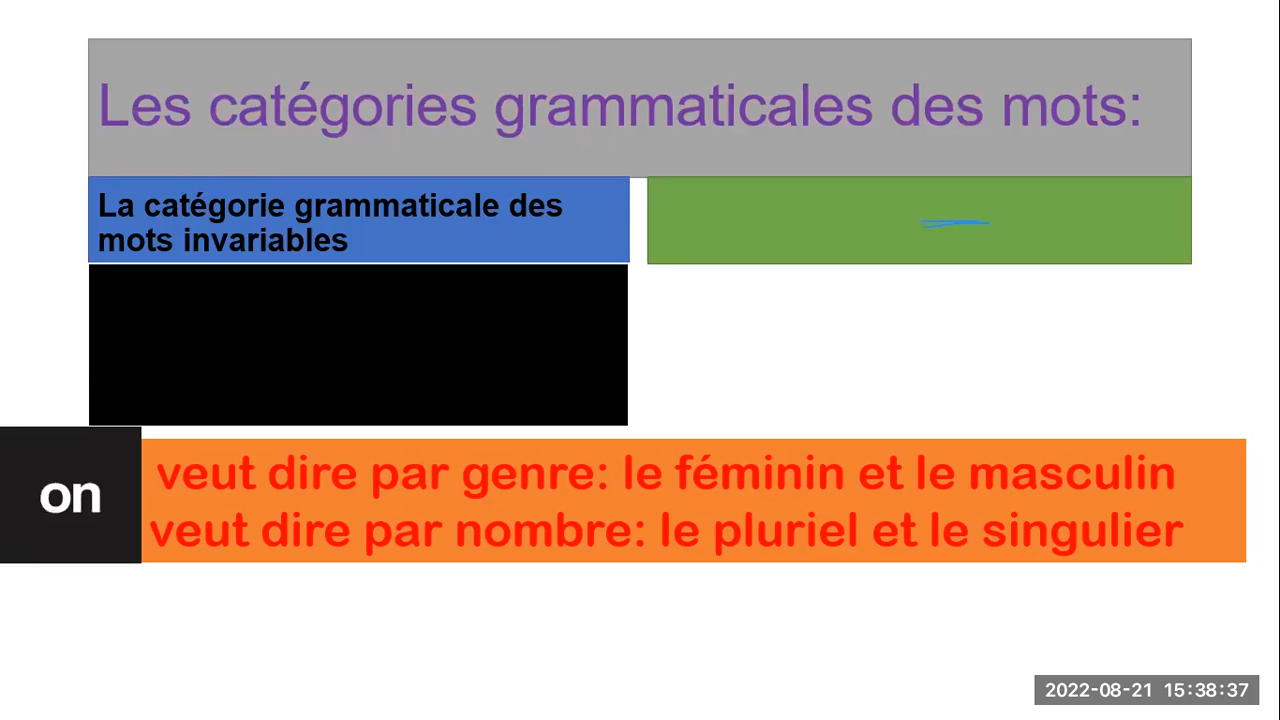 Les catégories grammaticales des mots:
La catégorie grammaticale des
mots invariables
on
veut dire par genre: le féminin et le masculin
veut dire par nombre: le pluriel et le singulier
2022-08-21 15:38:37